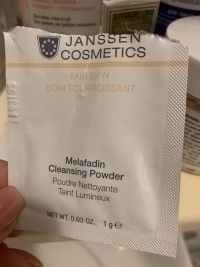 JANSSEN
COSMETICS
FAIR SKIN
SOIN ÉCLAIRCISSANT
Melafadin
Cleansing Powder
Poudre Nettoyante
Teint Lumineux
NET WT. 0.03 OZ. 1 g ℮